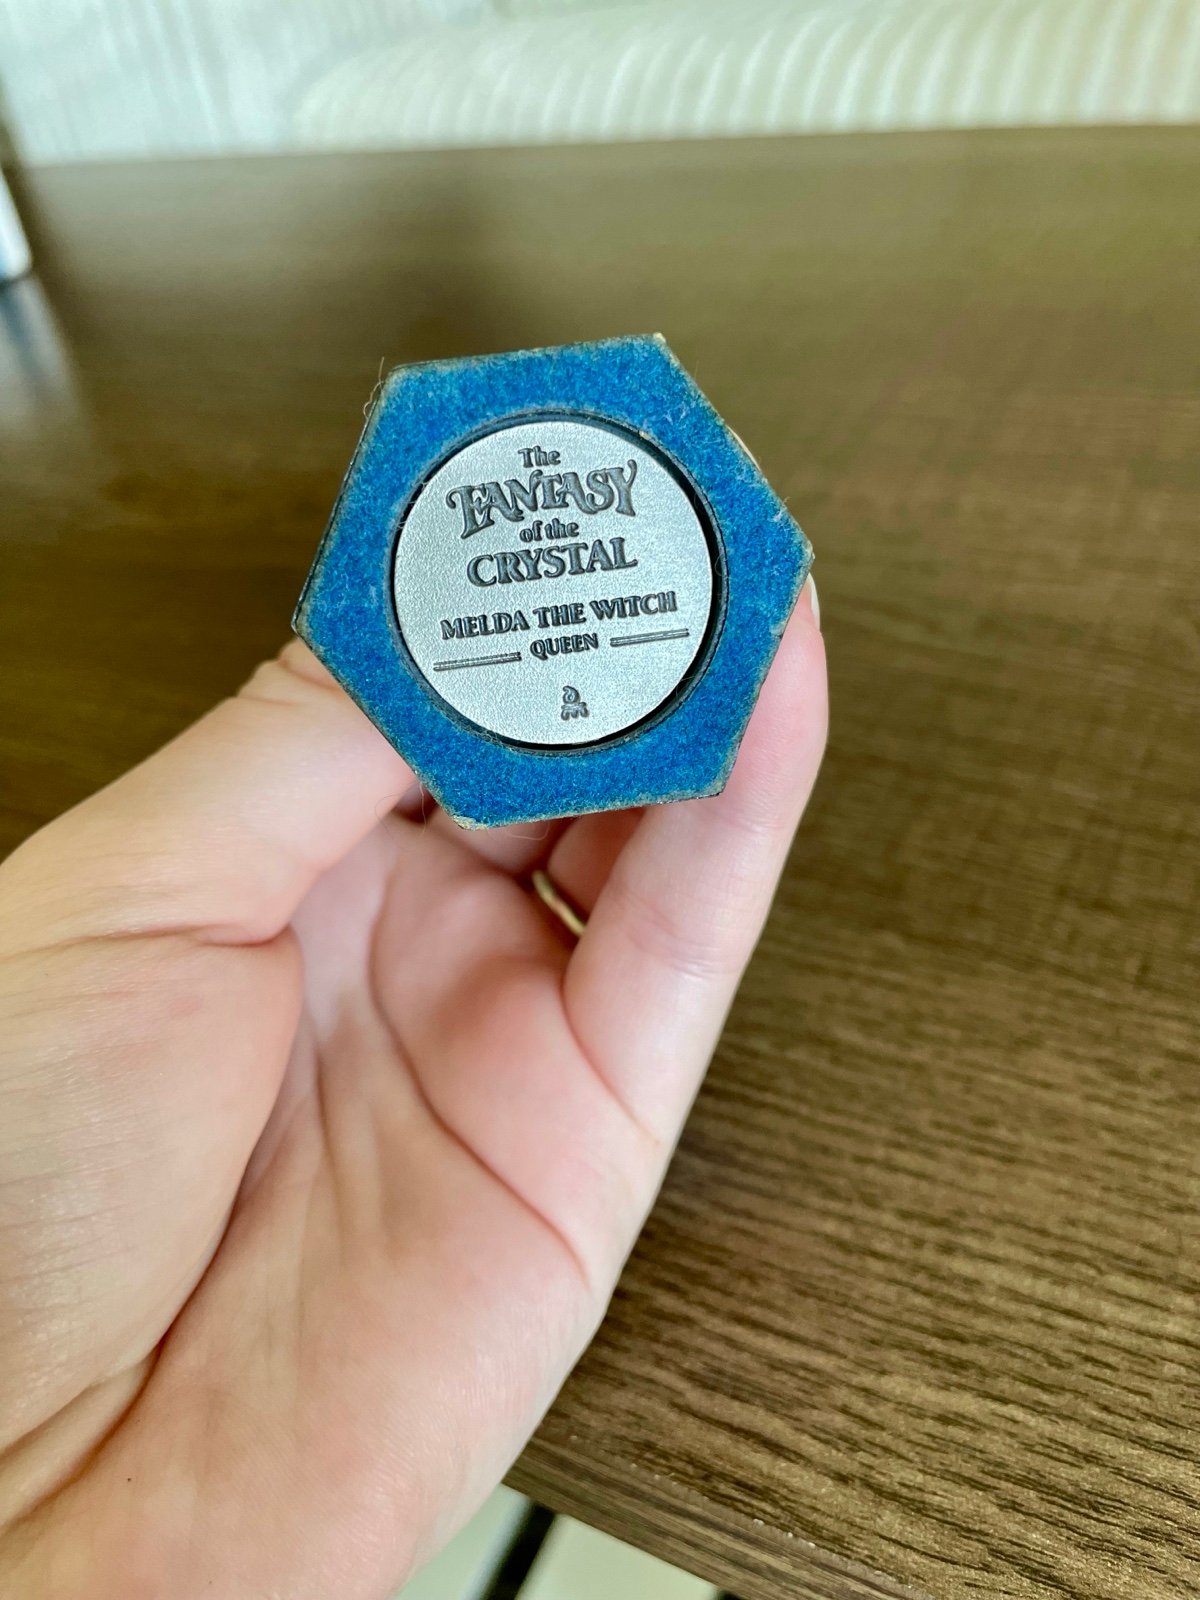 The
FANTASY
of the
CRYSTAL
MELDA THE WITCH
QUEEN